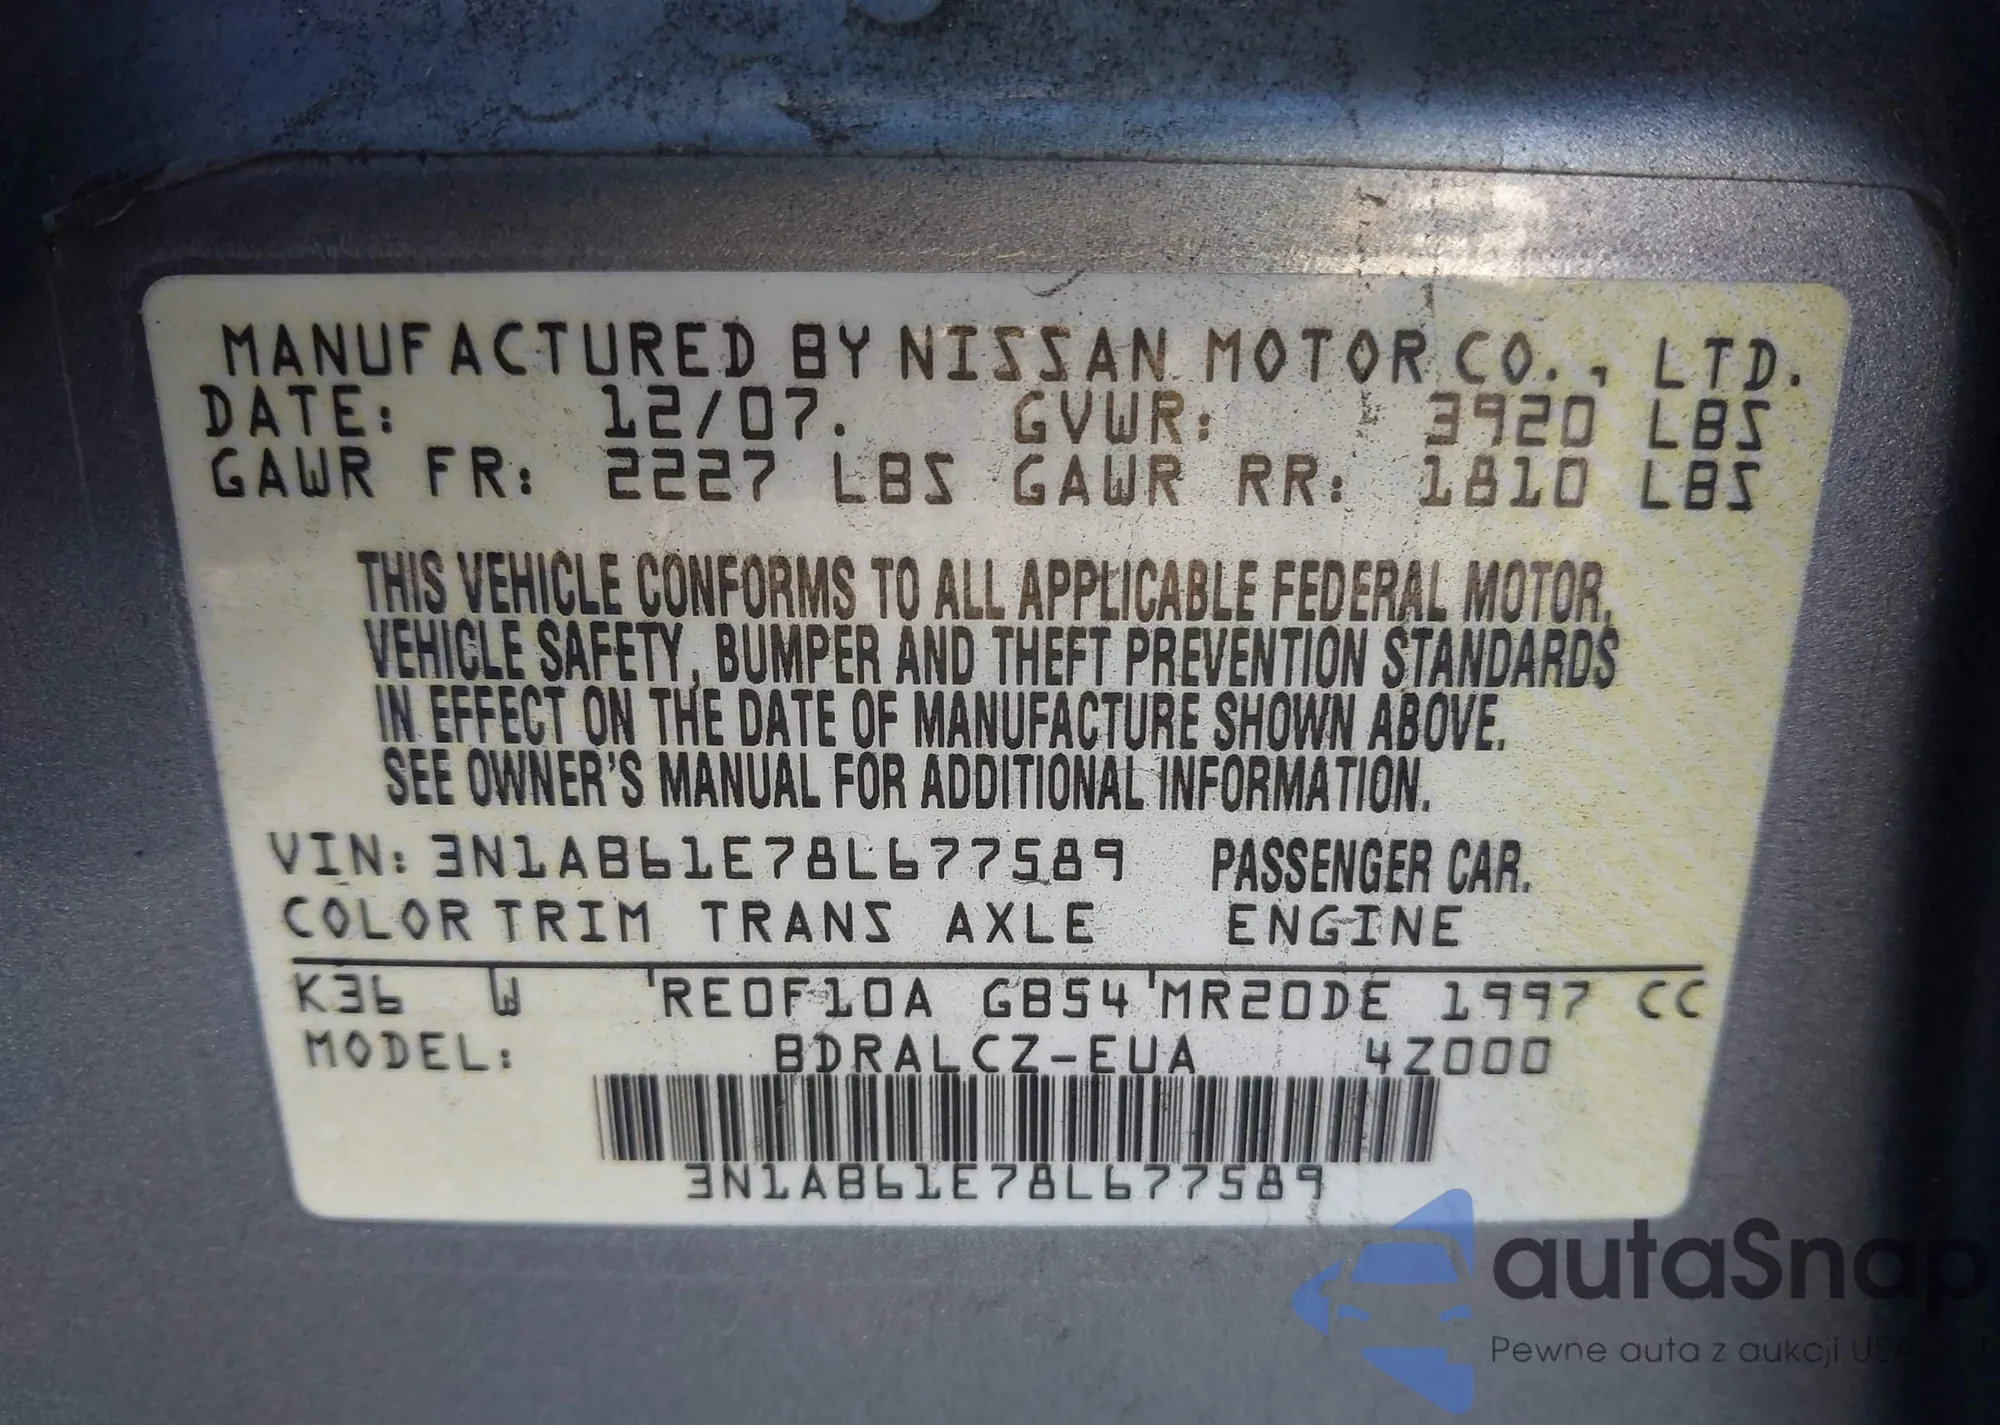 MANUFACTURED BY NISSAN MOTOR CO., LTD.
DATE: 12/07. GVWR: 3920 LBS
GAWR FR: 2227 LBS GAWR RR: 1810 LBS
THIS VEHICLE CONFORMS TO ALL APPLICABLE FEDERAL MOTOR,
VEHICLE SAFETY, BUMPER AND THEFT PREVENTION STANDARDS
IN EFFECT ON THE DATE OF MANUFACTURE SHOWN ABOVE.
SEE OWNER'S MANUAL FOR ADDITIONAL INFORMATION.
VIN: 3N1AB61E78L677589 PASSENGER CAR.
COLOR TRIM TRANS AXLE ENGINE
K36 W 'RE0F10A GB54 'MR20DE 1997 CC
MODEL: BDRALCZ-EUA 4Z000
3N1AB61E78L677589
autaSnap
Pewne auta z aukcji USA